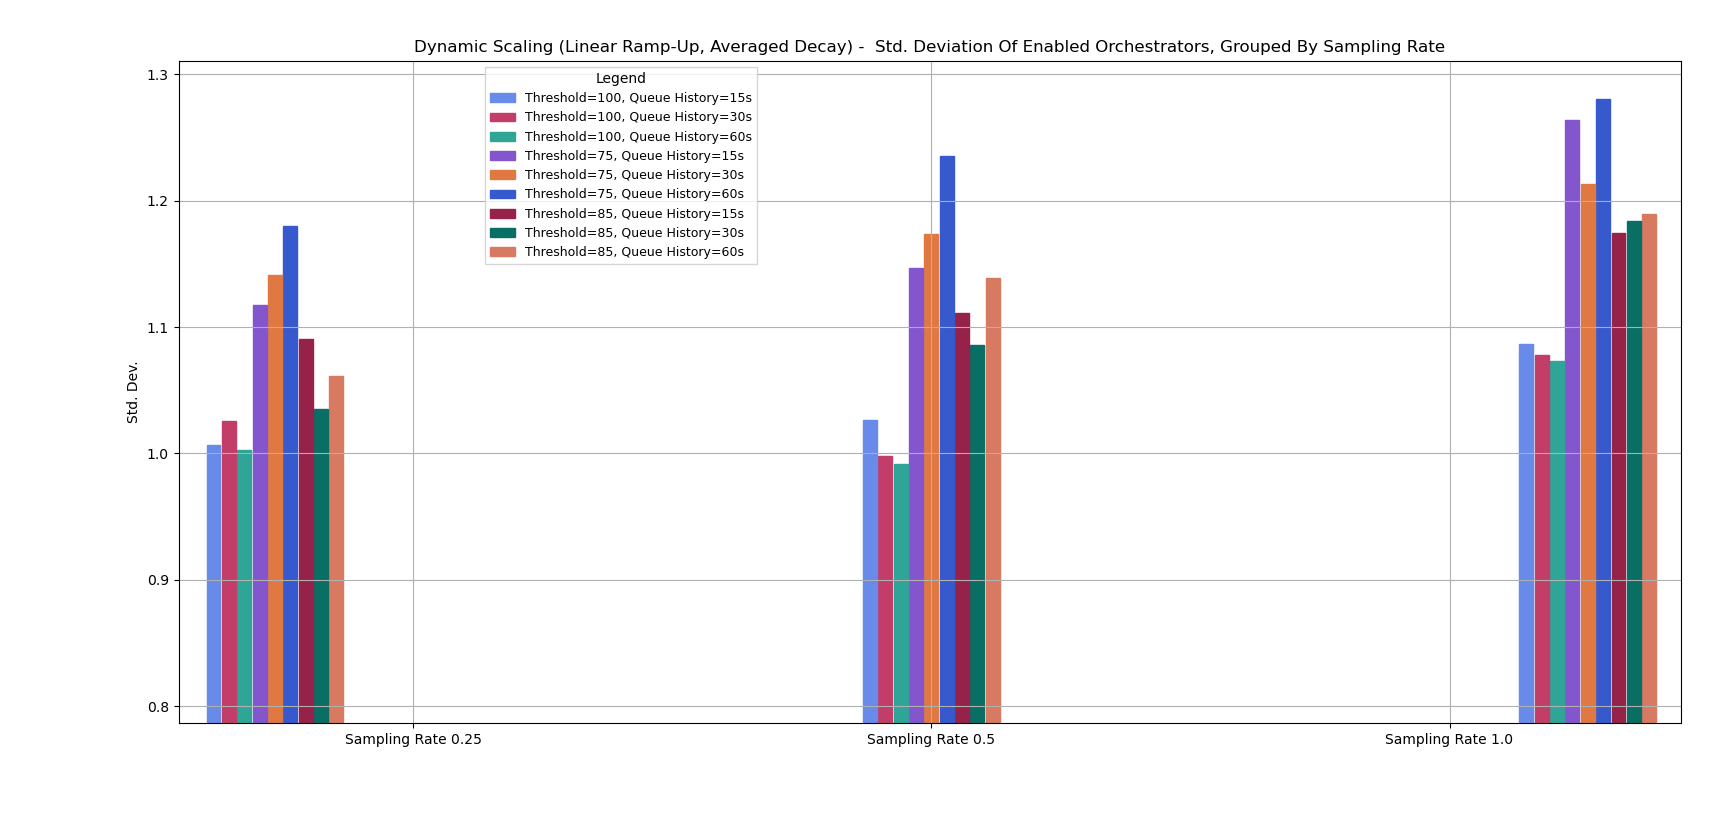 Dynamic Scaling (Linear Ramp-Up, Averaged Decay) -  Std. Deviation Of Enabled Orchestrators, Grouped By Sampling Rate
Legend
Threshold=100, Queue History=15s
Threshold=100, Queue History=30s
Threshold=100, Queue History=60s
Threshold=75, Queue History=15s
Threshold=75, Queue History=30s
Threshold=75, Queue History=60s
Threshold=85, Queue History=15s
Threshold=85, Queue History=30s
Threshold=85, Queue History=60s
Std. Dev.
1.3
1.2
1.1
1.0
0.9
0.8
Sampling Rate 0.25
Sampling Rate 0.5
Sampling Rate 1.0